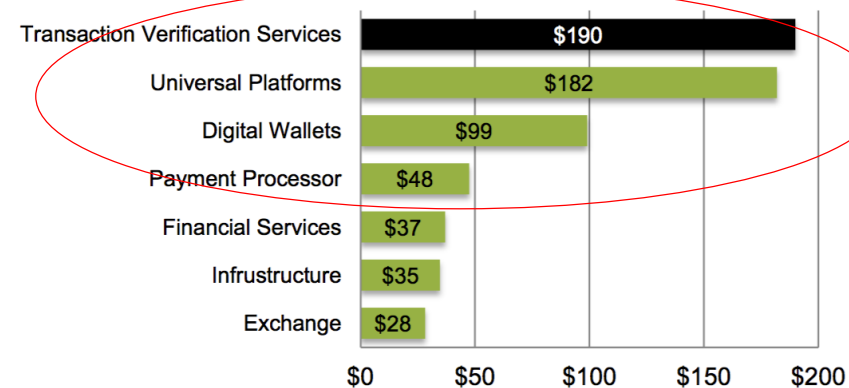 Transaction Verification Services $190
Universal Platforms $182
Digital Wallets $99
Payment Processor $48
Financial Services $37
Infrustructure $35
Exchange $28
$0 $50 $100 $150 $200